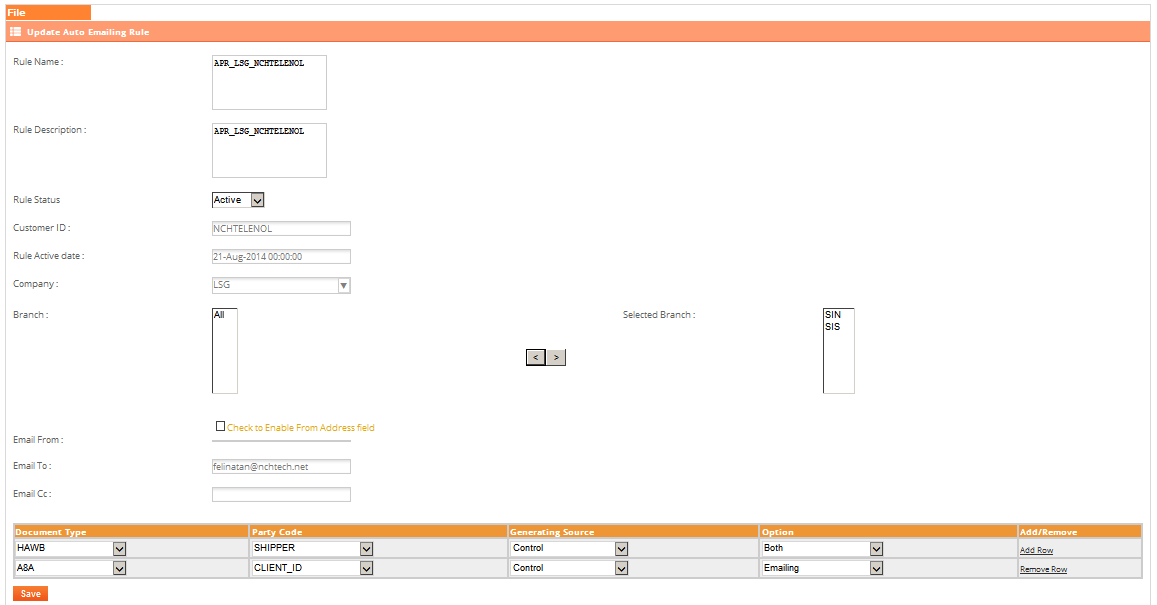 File
Update Auto Emailing Rule
Rule Name :
APR_LSG_NCHTELENOL
Rule Description :
APR_LSG_NCHTELENOL
Rule Status
Active
Customer ID :
NCHTELENOL
Rule Active date :
21-Aug-2014 00:00:00
Company :
LSG
Branch :
All
< >
Selected Branch :
SIN
SIS
Check to Enable From Address field
Email From :
Email To :
felinatan@nchtech.net
Email Cc :
Document Type Party Code Generating Source Option Add/Remove
HAWB SHIPPER Control Both Add Row
A8A CLIENT_ID Control Emailing Remove Row
Save